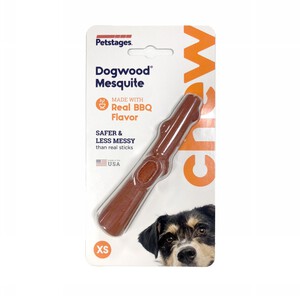 Petstages
Dogwood®
Mesquite
MADE WITH
Real BBQ
Flavor
SAFER &
LESS MESSY
than real sticks
USA
XS
chew